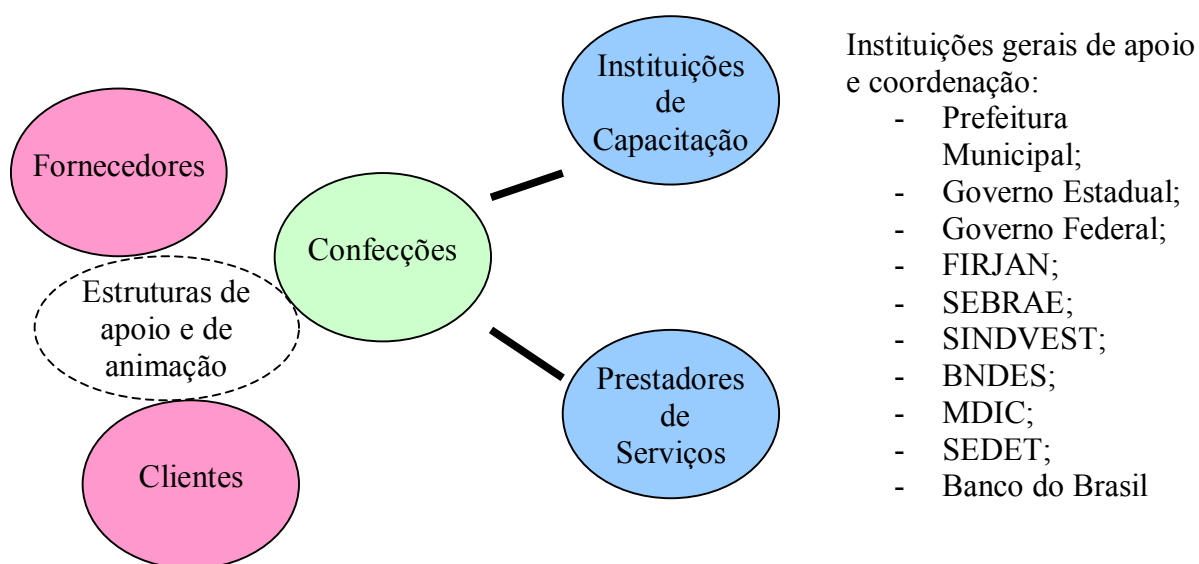 Fornecedores
Estruturas de
apoio e de
animação
Clientes
Confecções
Instituições
de
Capacitação
Prestadores
de
Serviços
Instituições gerais de apoio
e coordenação:
- Prefeitura
Municipal;
- Governo Estadual;
- Governo Federal;
- FIRJAN;
- SEBRAE;
- SINDVEST;
- BNDES;
- MDIC;
- SEDET;
- Banco do Brasil